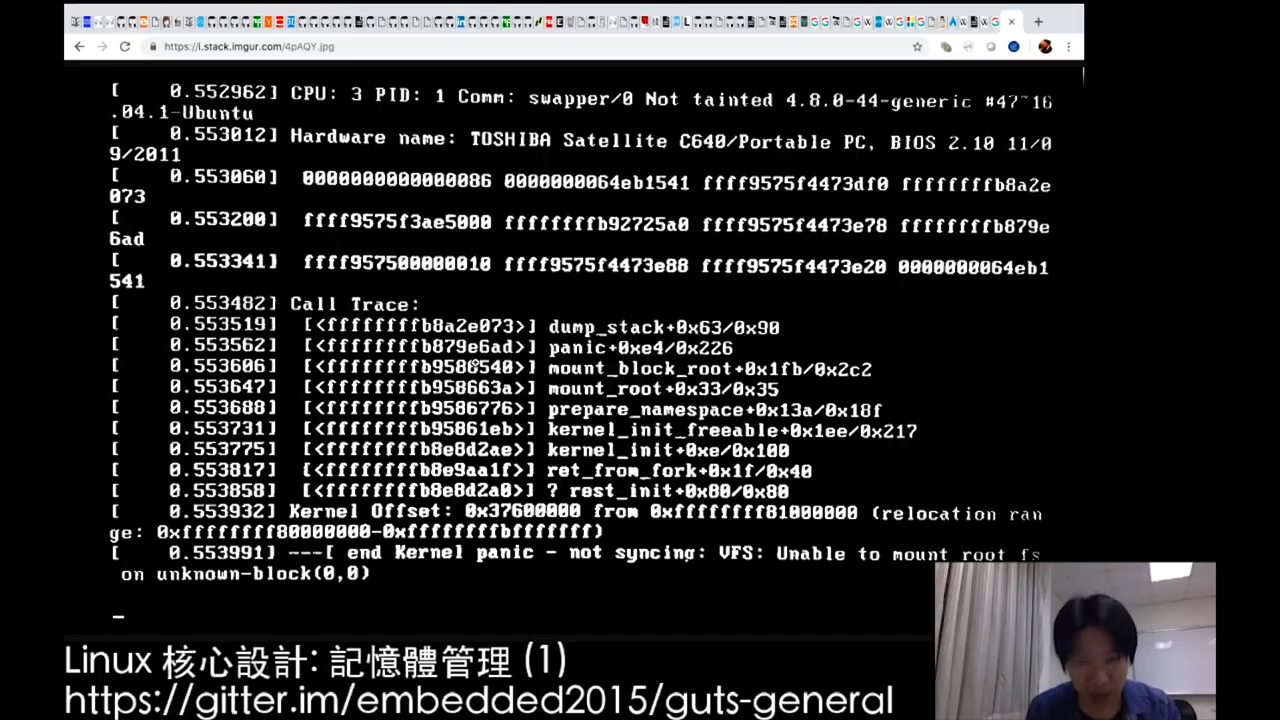 https://i.stack.imgur.com/4pAQY.jpg
[    0.552962] CPU: 3 PID: 1 Comm: swapper/0 Not tainted 4.8.0-44-generic #47~16
.04.1-Ubuntu
[    0.553012] Hardware name: TOSHIBA Satellite C640/Portable PC, BIOS 2.10 11/0
9/2011
[    0.553060]  0000000000000086 0000000064eb1541 ffff9575f4473df0 ffffffffb8a2e
073
[    0.553200]  ffff9575f3ae5000 ffffffffb92725a0 ffff9575f4473e78 ffffffffb879e
6ad
[    0.553341]  ffff957500000010 ffff9575f4473e88 ffff9575f4473e20 0000000064eb1
541
[    0.553482] Call Trace:
[    0.553519]  [<ffffffffb8a2e073>] dump_stack+0x63/0x90
[    0.553562]  [<ffffffffb879e6ad>] panic+0xe4/0x226
[    0.553606]  [<ffffffffb9586540>] mount_block_root+0x1fb/0x2c2
[    0.553647]  [<ffffffffb958663a>] mount_root+0x33/0x35
[    0.553688]  [<ffffffffb9586776>] prepare_namespace+0x13a/0x18f
[    0.553731]  [<ffffffffb95861eb>] kernel_init_freeable+0x1ee/0x217
[    0.553775]  [<ffffffffb8e8d2ae>] kernel_init+0xe/0x100
[    0.553817]  [<ffffffffb8e9aa1f>] ret_from_fork+0x1f/0x40
[    0.553858]  [<ffffffffb8e8d2a0>] ? rest_init+0x80/0x80
[    0.553932] Kernel Offset: 0x37600000 from 0xffffffff81000000 (relocation ran
ge: 0xffffffff80000000-0xffffffffbfffffff)
[    0.553991] ---[ end Kernel panic - not syncing: VFS: Unable to mount root fs
on unknown-block(0,0)
Linux 核心設計: 記憶體管理 (1)
https://gitter.im/embedded2015/guts-general